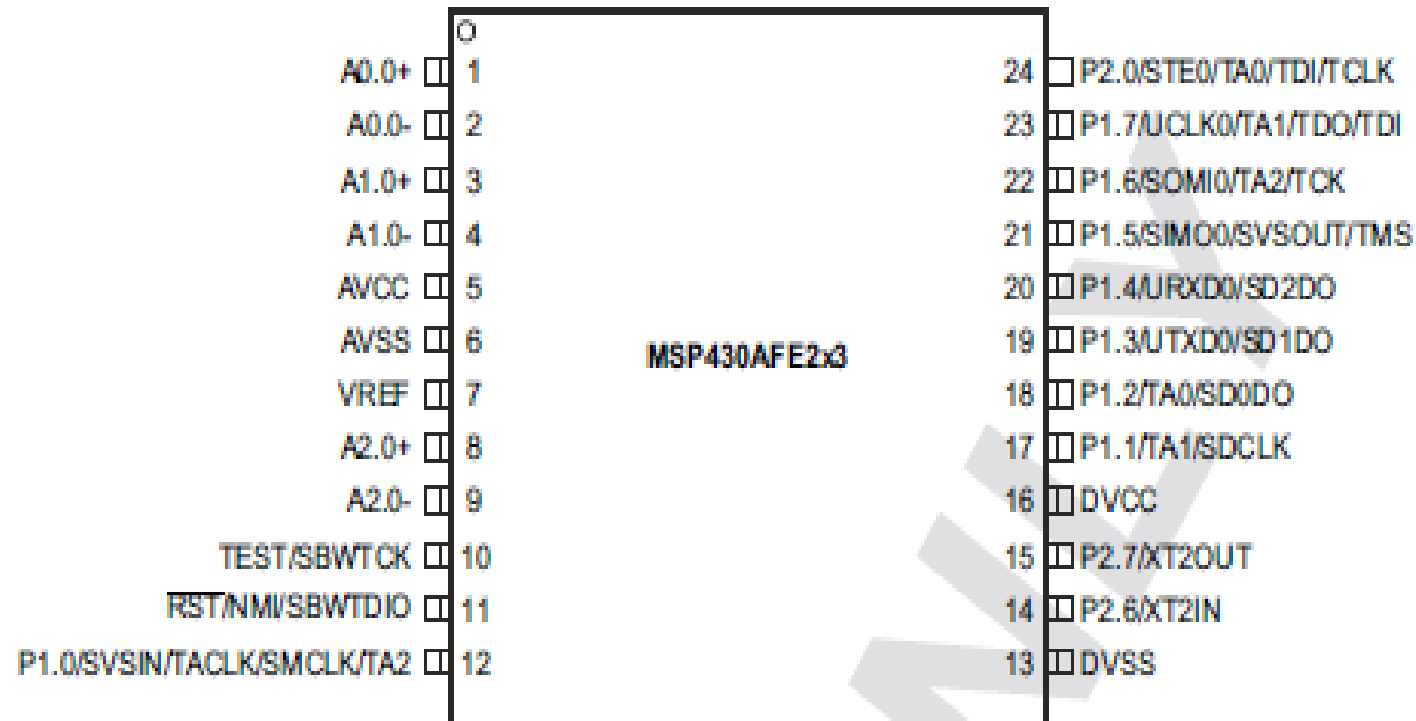 A0.0+ 1 24 P2.0/STE0/TA0/TDI/TCLK
A0.0- 2 23 P1.7/UCLK0/TA1/TDO/TDI
A1.0+ 3 22 P1.6/SOMI0/TA2/TCK
A1.0- 4 21 P1.5/SIMO0/SVSOUT/TMS
AVCC 5 20 P1.4/URXD0/SD2DO
AVSS 6 MSP430AFE2x3 19 P1.3/UTXD0/SD1DO
VREF 7 18 P1.2/TA0/SD0DO
A2.0+ 8 17 P1.1/TA1/SDCLK
A2.0- 9 16 DVCC
TEST/SBWTCK 10 15 P2.7/XT2OUT
RST/NMI/SBWTDIO 11 14 P2.6/XT2IN
P1.0/SVSIN/TACLK/SMCLK/TA2 12 13 DVSS